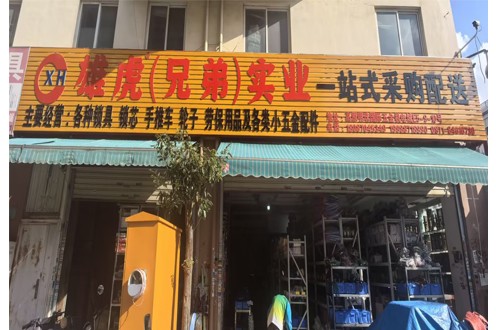 XH 雄虎(兄弟)实业 一站式采购配送
主要经营:各种锁具 锁芯 手推车 轮子 劳保用品及各类小五金配件
具